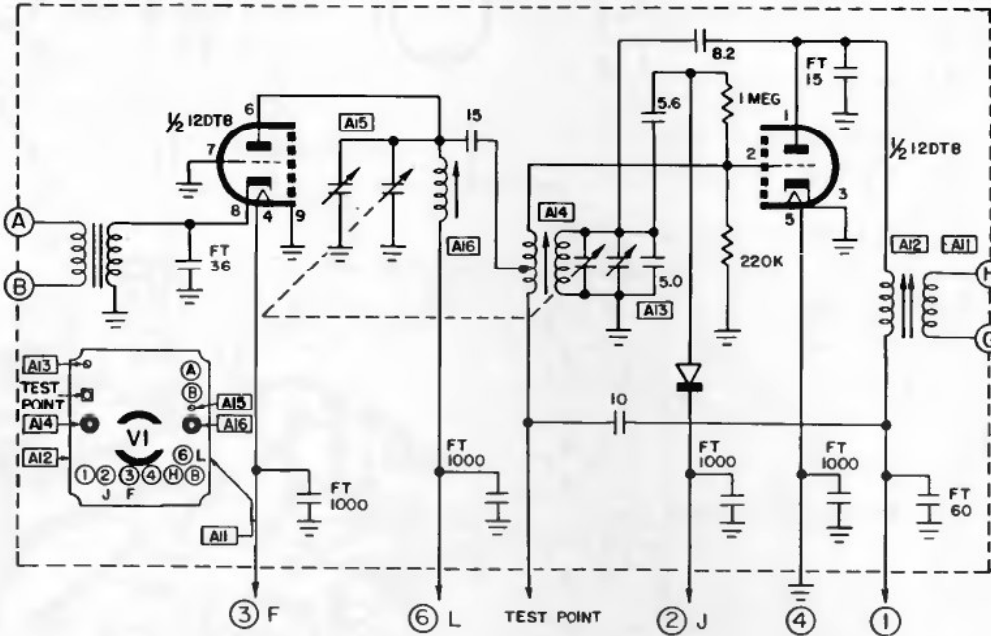 8.2
FT
15
1
½ 12DT8
6
7
8
4
9
A15
15
5.6
1 MEG
2
1
3
5
½ 12DT8
A
B
FT
36
A16
A14
5.0
A13
220K
A12
A11
H
A13
TEST
POINT
A14
A12
V1
A
B
A15
A16
6 L
1 2 3 4 H B
J F
A11
10
FT
1000
FT
1000
FT
1000
FT
1000
FT
60
3 F
6 L
TEST POINT
2 J
4
1